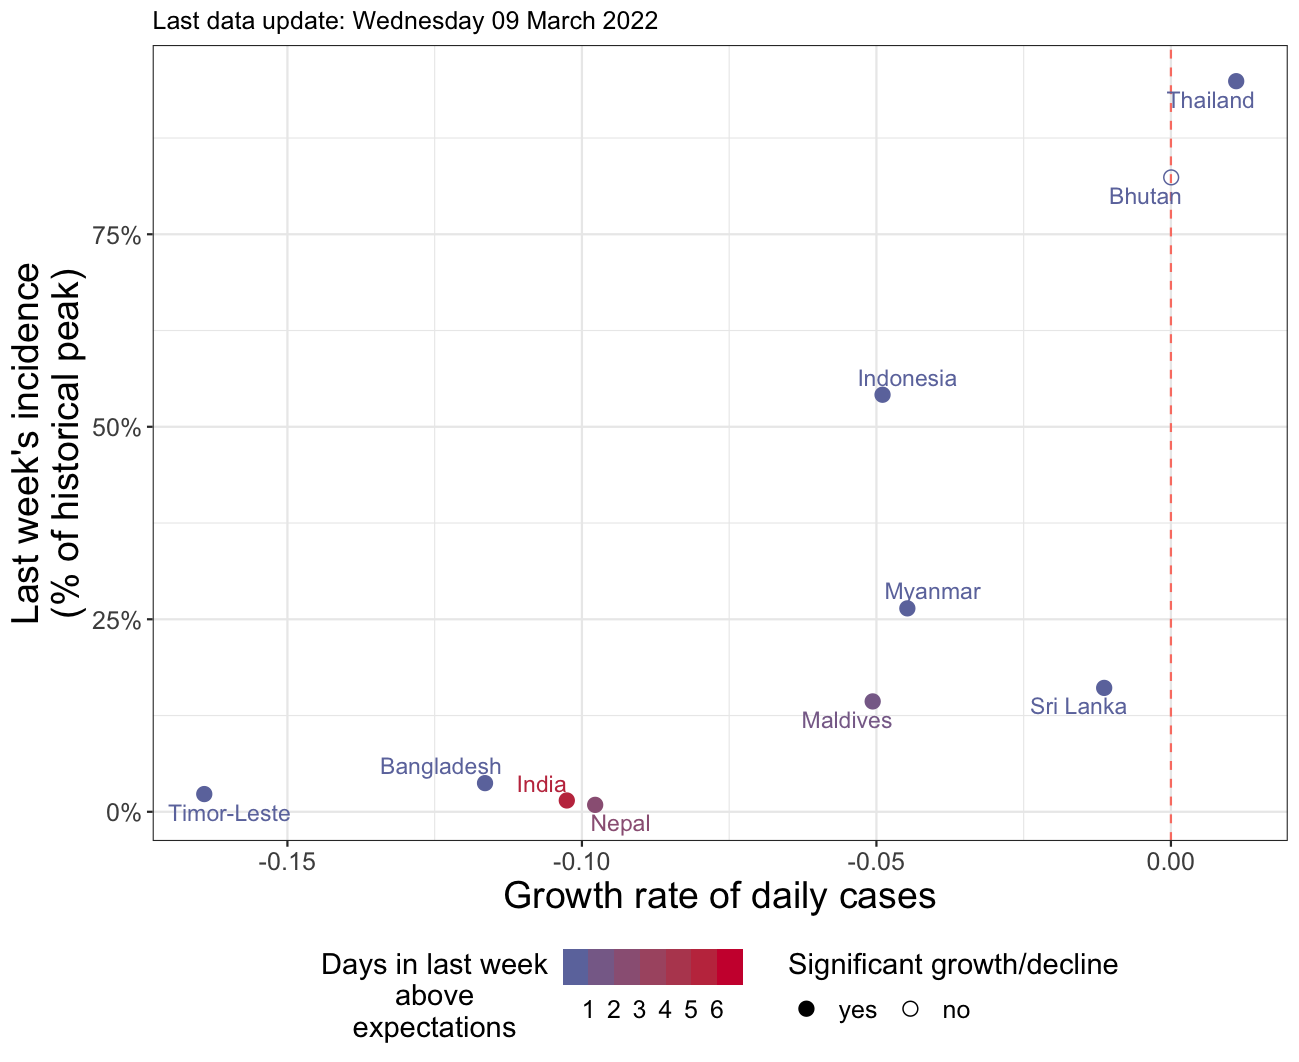 Last data update: Wednesday 09 March 2022
Thailand
Bhutan
75%
Indonesia
50%
Last week's incidence
(% of historical peak)
Myanmar
25%
Sri Lanka
Maldives
Bangladesh
India
Timor-Leste
0%
Nepal
-0.15 -0.10 -0.05 0.00
Growth rate of daily cases
Days in last week
above
expectations
1 2 3 4 5 6
Significant growth/decline
yes no